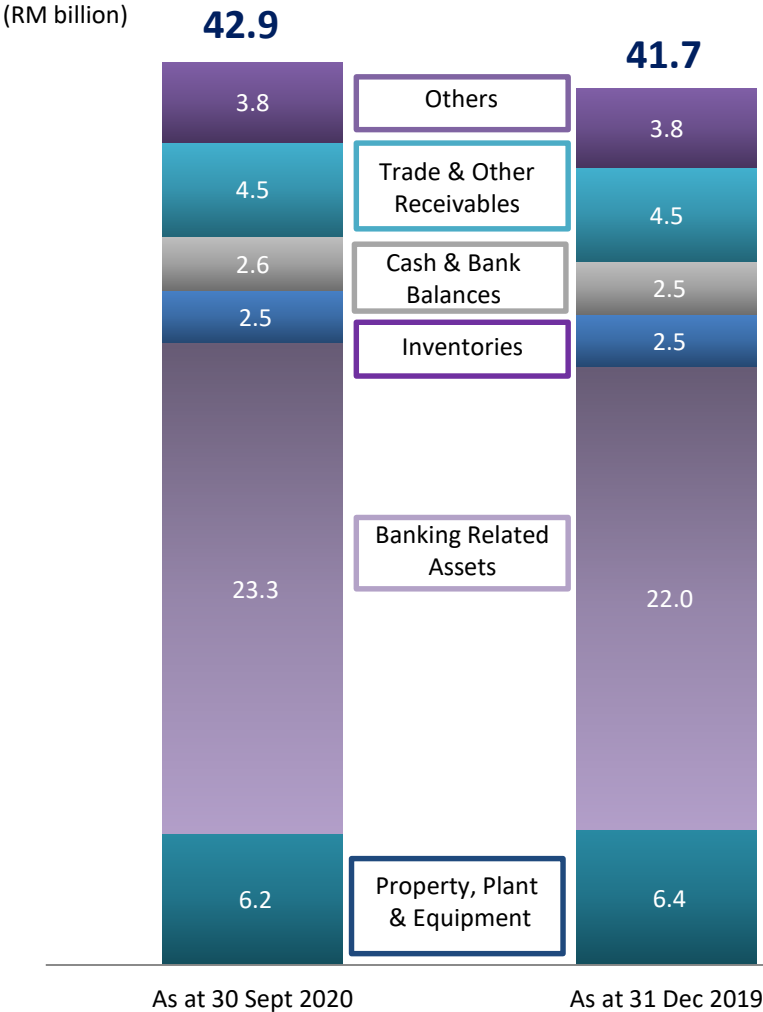 (RM billion)
42.9
41.7
3.8
Others
3.8
4.5
Trade & Other
Receivables
4.5
2.6
Cash & Bank
Balances
2.5
2.5
Inventories
2.5
23.3
Banking Related
Assets
22.0
6.2
Property, Plant
& Equipment
6.4
As at 30 Sept 2020
As at 31 Dec 2019